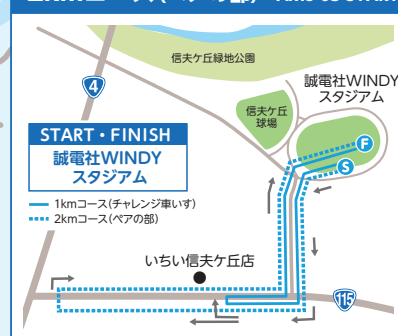 信夫ケ丘緑地公園
誠電社WINDY
スタジアム
4
信夫ケ丘
球場
START・FINISH
誠電社WINDY
スタジアム
F
S
1kmコース(チャレンジ車いす)
2kmコース(ペアの部)
いちい信夫ケ丘店
115